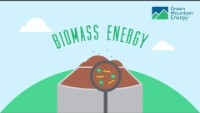 Green
Mountain
Energy.
BIOMASS ENERGY